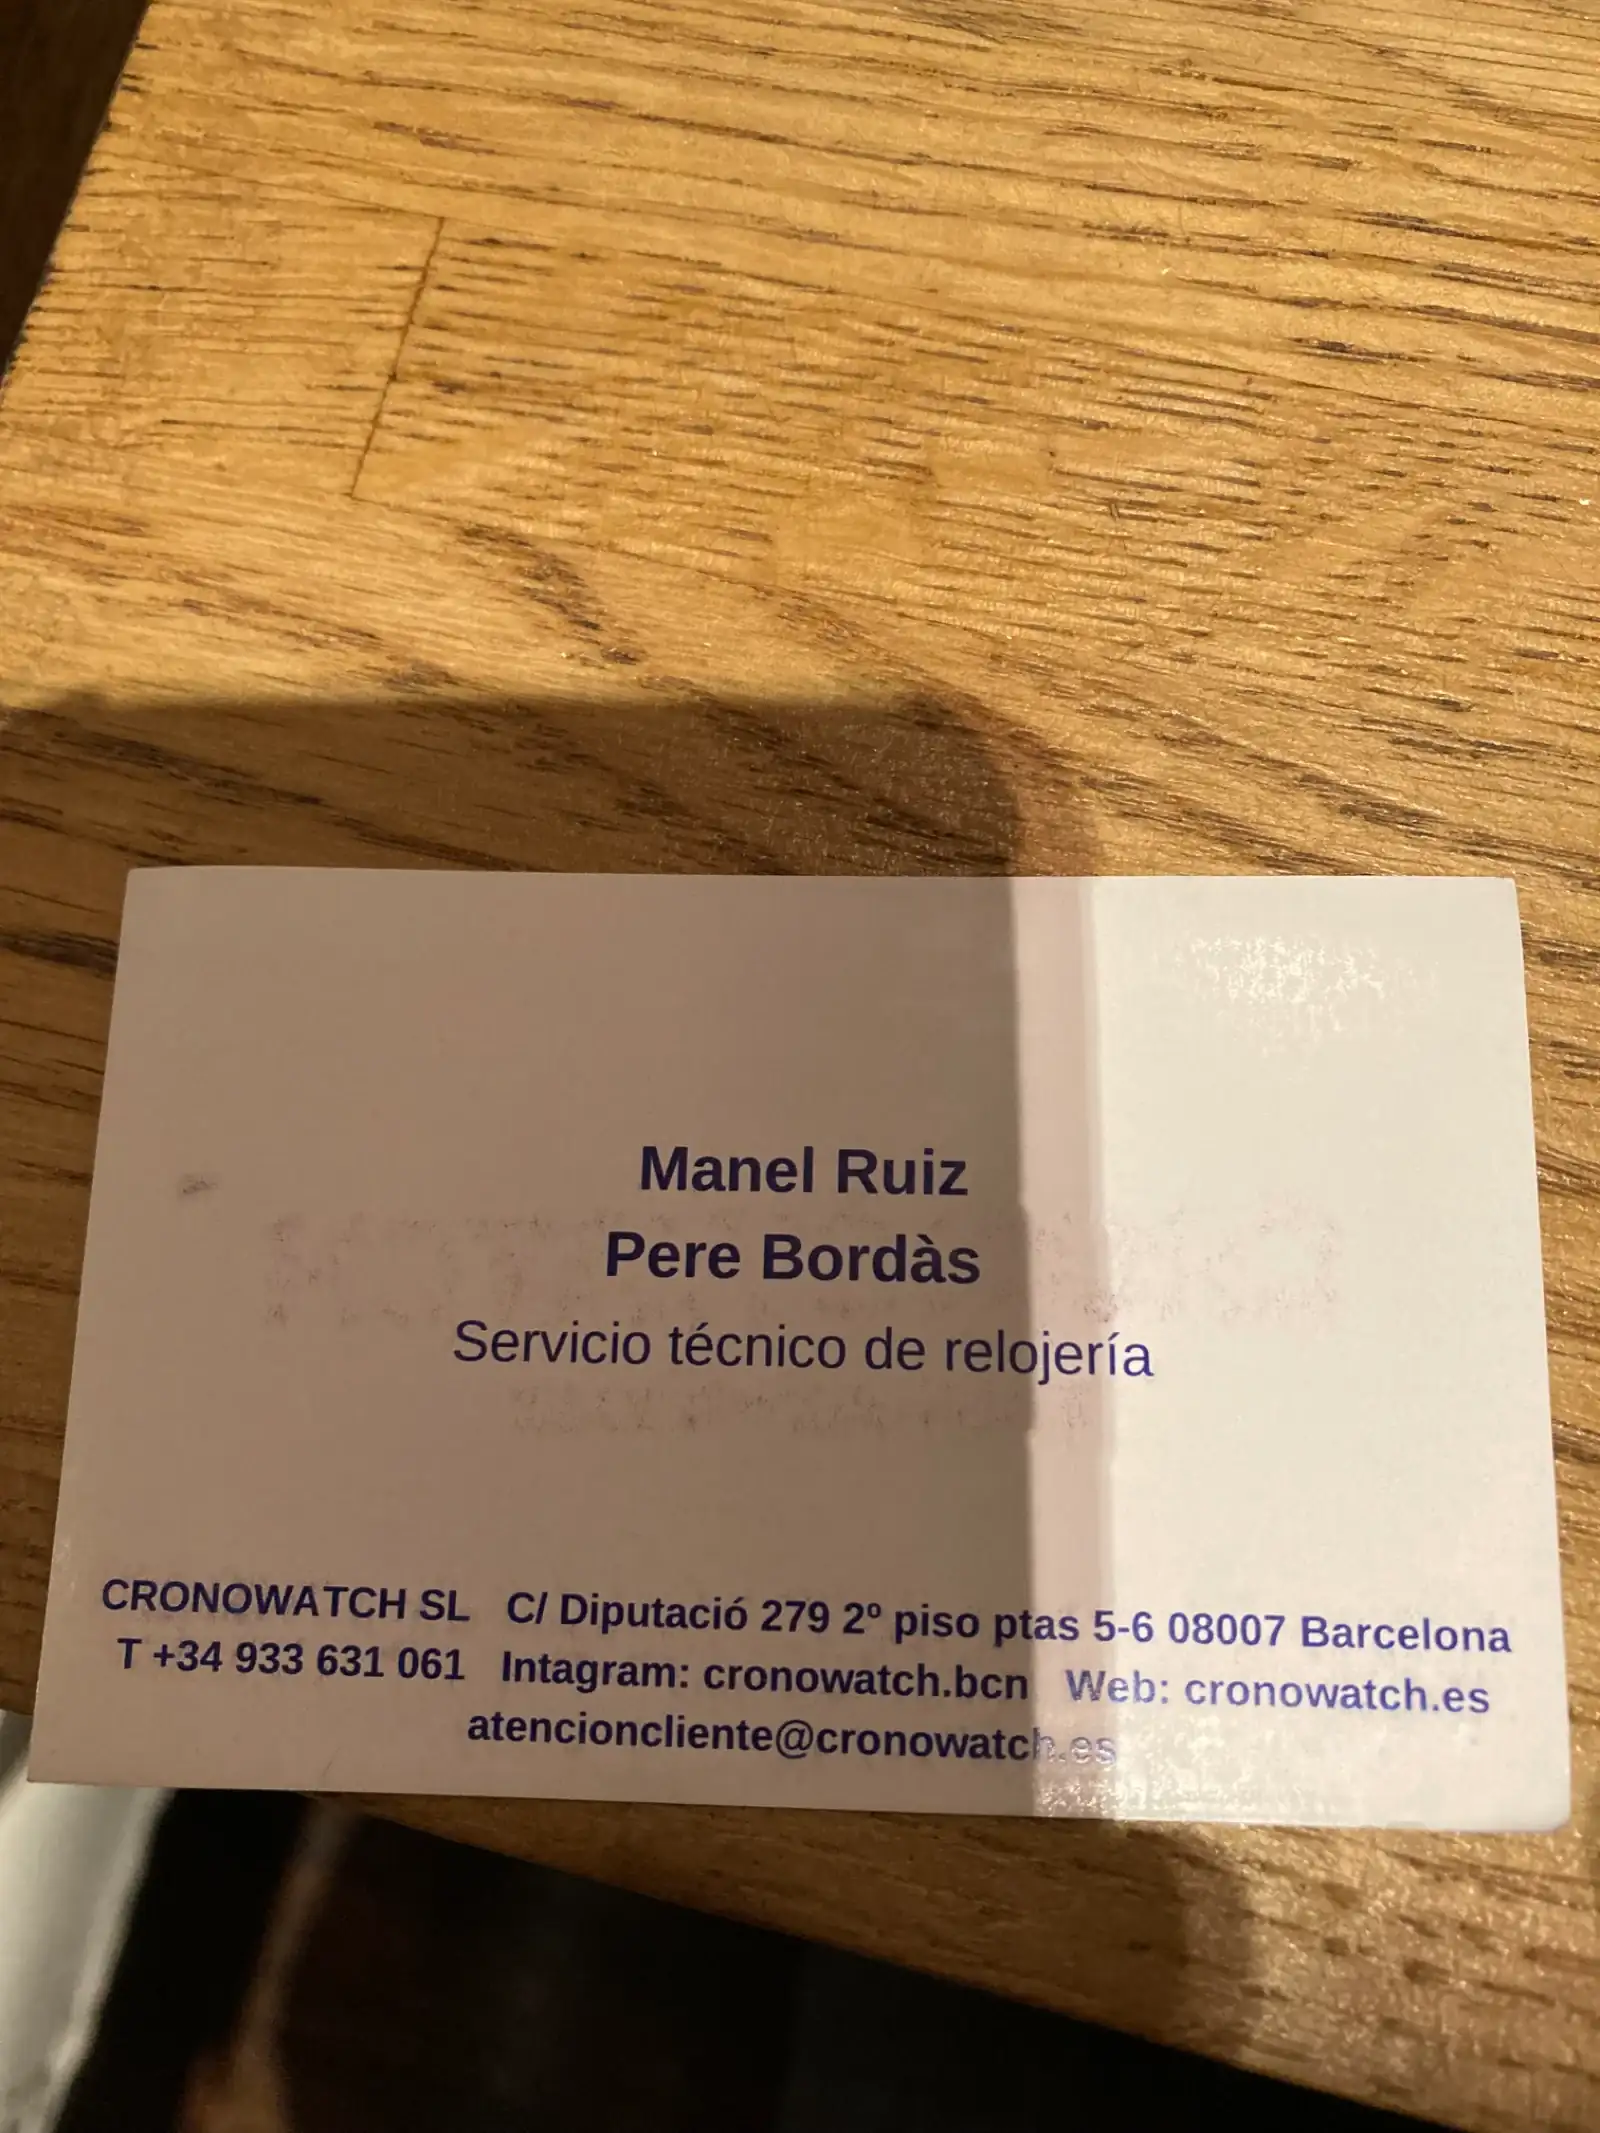 Manel Ruiz
Pere Bordàs
Servicio técnico de relojería
CRONOWATCH SL C/ Diputació 279 2º piso ptas 5-6 08007 Barcelona
T +34 933 631 061 Intagram: cronowatch.bcn Web: cronowatch.es
atencioncliente@cronowatch.es